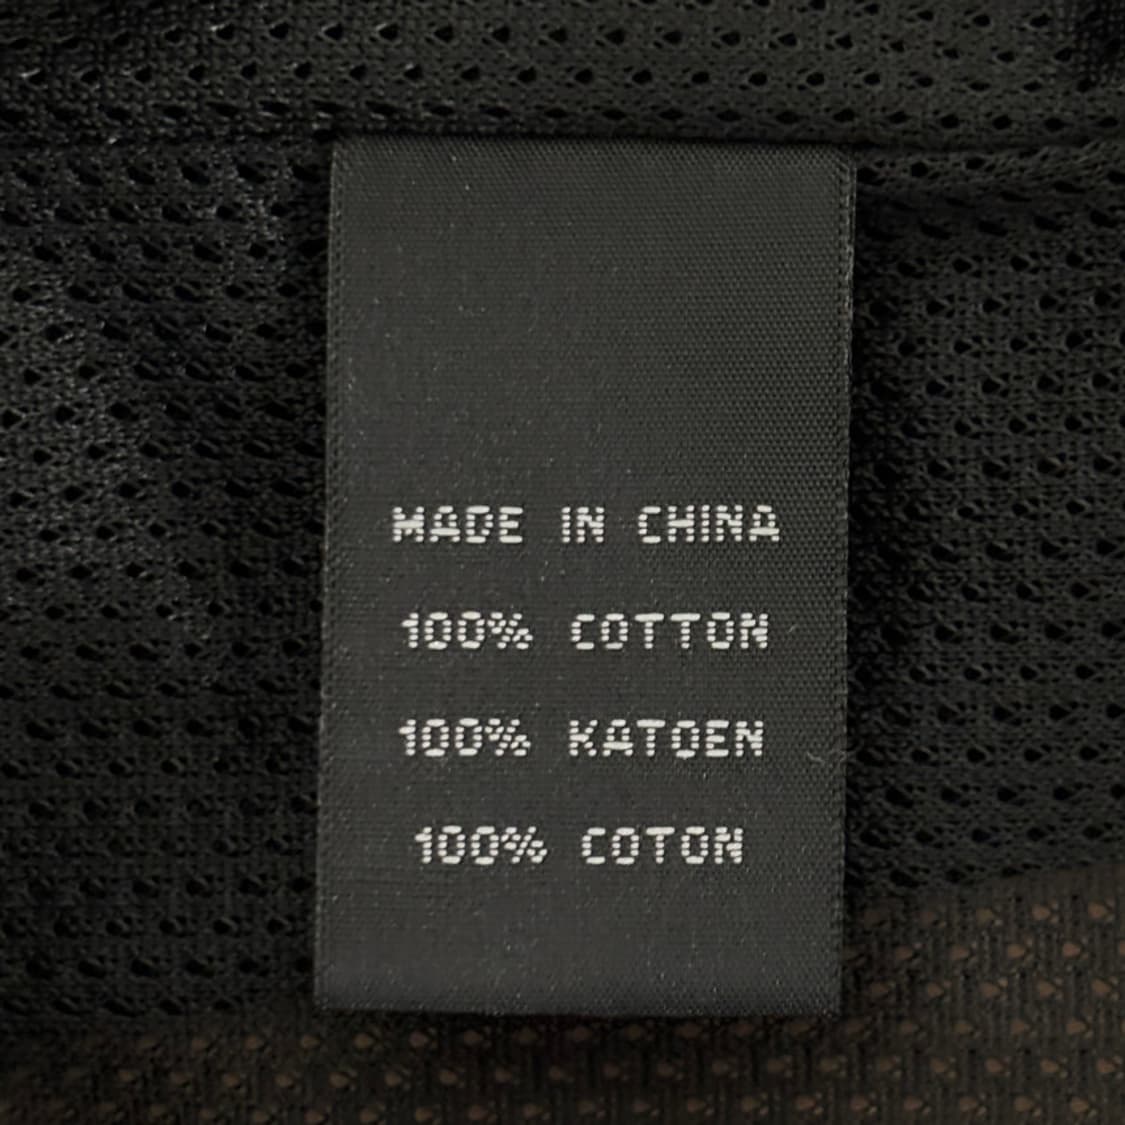 MADE IN CHINA
100% COTTON
100% KATOEN
100% COTON